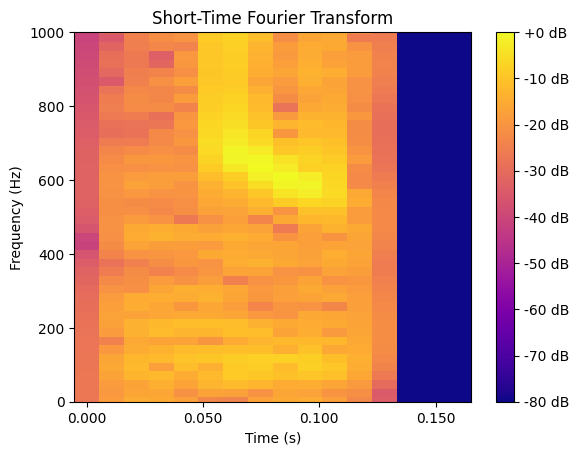 Short-Time Fourier Transform
1000
800
600
400
200
0
Frequency (Hz)
0.000
0.050
0.100
0.150
Time (s)
+0 dB
-10 dB
-20 dB
-30 dB
-40 dB
-50 dB
-60 dB
-70 dB
-80 dB